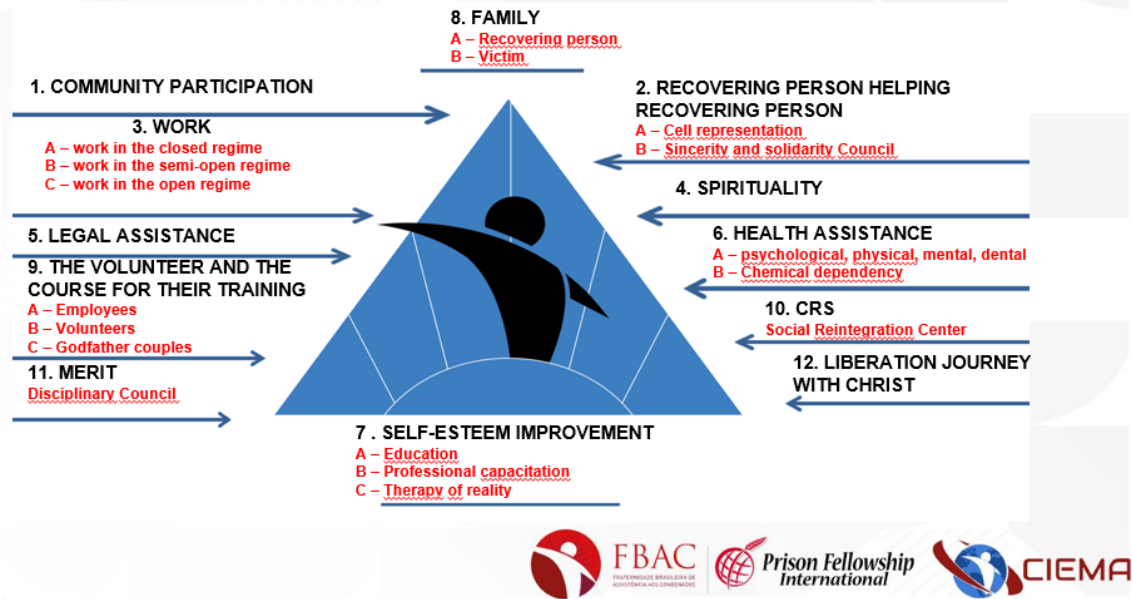 8. FAMILY
A – Recovering person
B – Victim
1. COMMUNITY PARTICIPATION
2. RECOVERING PERSON HELPING
RECOVERING PERSON
A – Cell representation
B – Sincerity and solidarity Council
3. WORK
A – work in the closed regime
B – work in the semi-open regime
C – work in the open regime
4. SPIRITUALITY
5. LEGAL ASSISTANCE
6. HEALTH ASSISTANCE
A – psychological, physical, mental, dental
B – Chemical dependency
9. THE VOLUNTEER AND THE
COURSE FOR THEIR TRAINING
A – Employees
B – Volunteers
C – Godfather couples
10. CRS
Social Reintegration Center
11. MERIT
Disciplinary Council
12. LIBERATION JOURNEY
WITH CHRIST
7 . SELF-ESTEEM IMPROVEMENT
A – Education
B – Professional capacitation
C – Therapy of reality
FBAC
FRATERNIDADE BRASILEIRA DE
ASSISTÊNCIA AOS CONDENADOS
Prison Fellowship
International
CIEMA